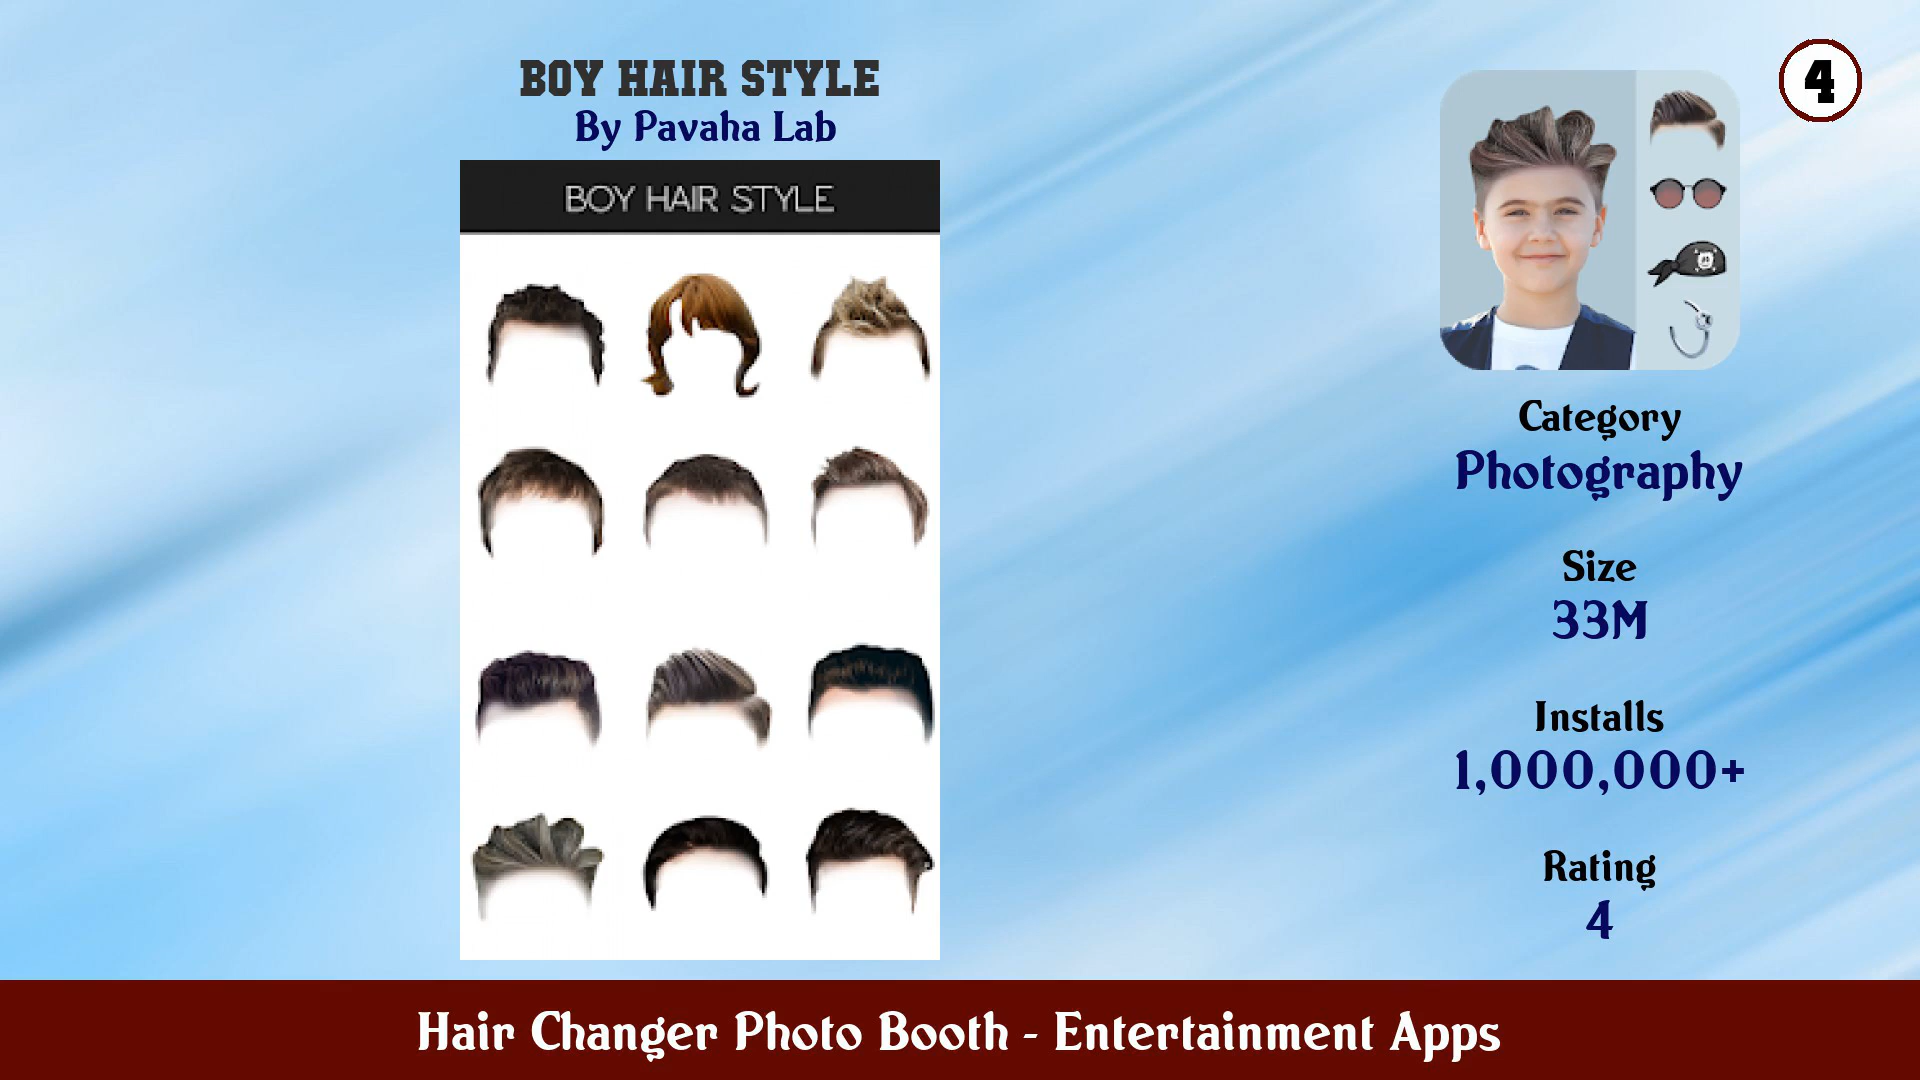 BOY HAIR STYLE
By Pavaha Lab
BOY HAIR STYLE
4
Category
Photography
Size
33M
Installs
1,000,000+
Rating
4
Hair Changer Photo Booth - Entertainment Apps